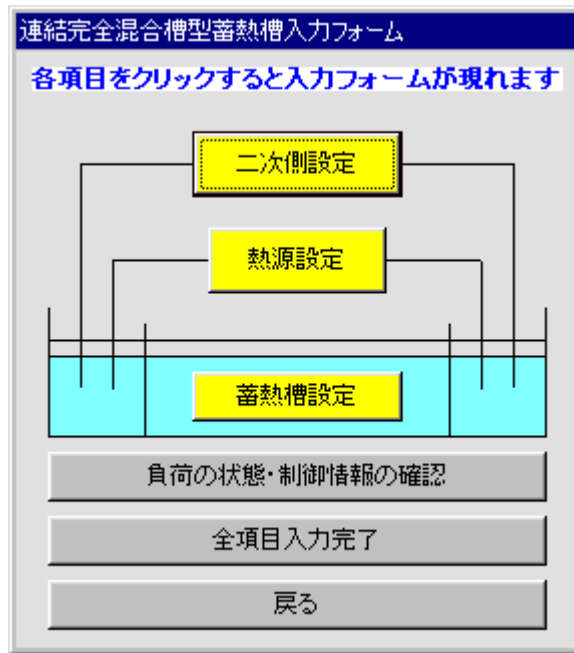 連結完全混合槽型蓄熱槽入力フォーム
各項目をクリックすると入力フォームが現れます
二次側設定
熱源設定
蓄熱槽設定
負荷の状態・制御情報の確認
全項目入力完了
戻る